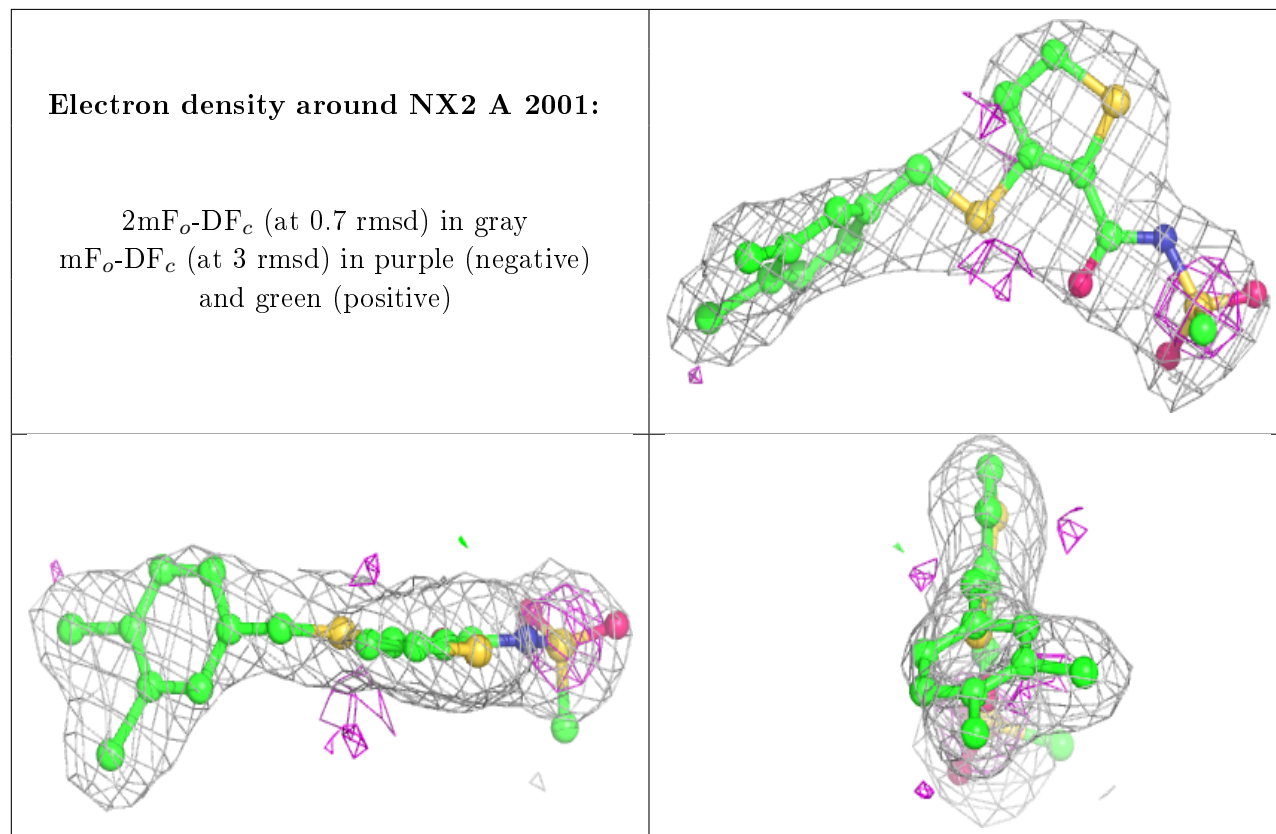 Electron density around NX2 A 2001:
2mFo-DFc (at 0.7 rmsd) in gray
mFo-DFc (at 3 rmsd) in purple (negative)
and green (positive)